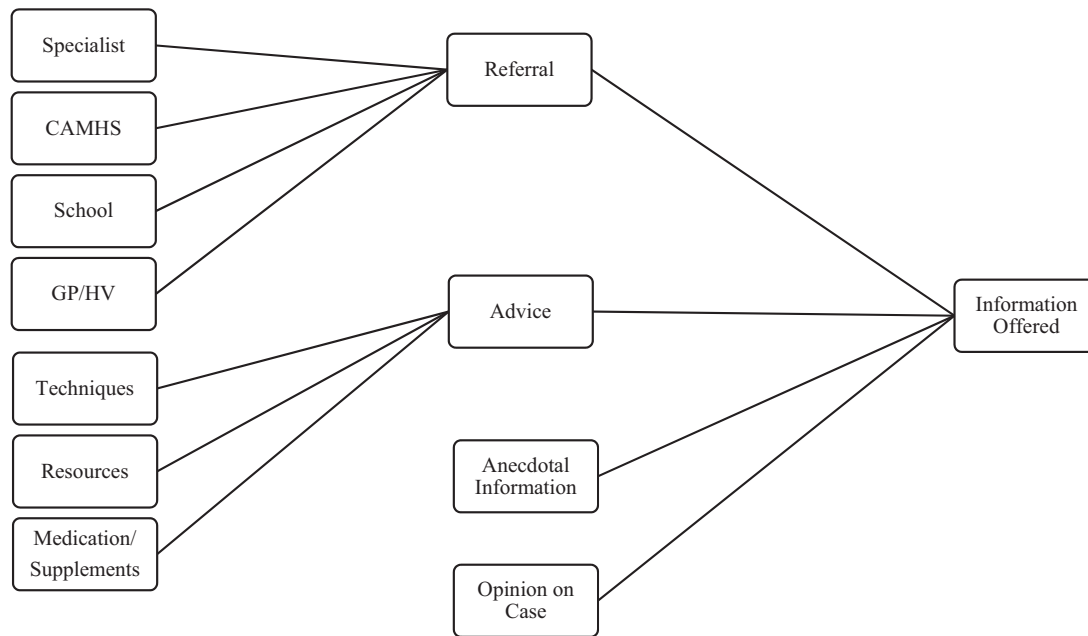 Specialist
CAMHS
School
GP/HV
Techniques
Resources
Medication/
Supplements
Referral
Advice
Anecdotal
Information
Opinion on
Case
Information
Offered